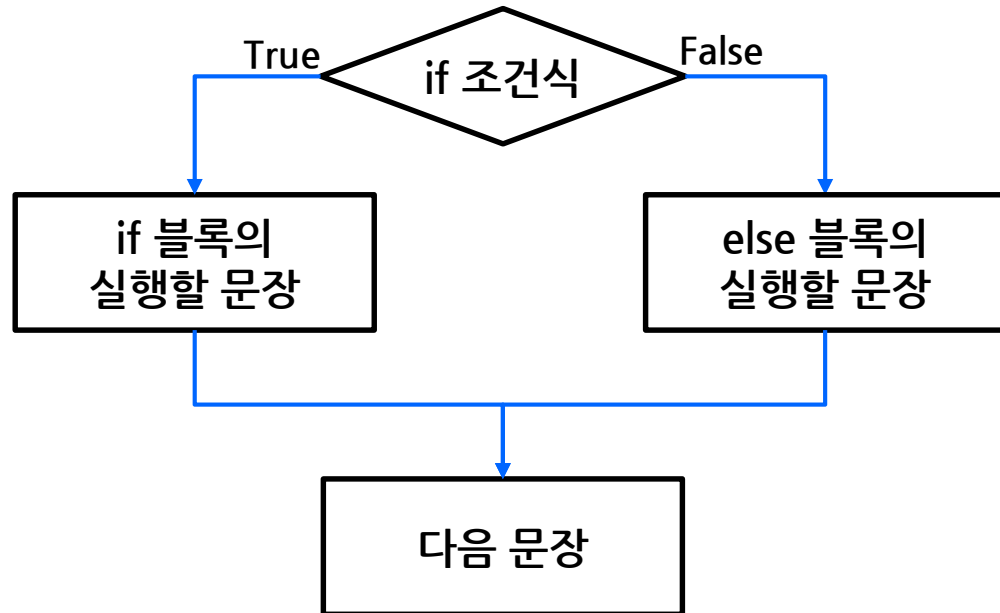 True
if 조건식
False
if 블록의
실행할 문장
else 블록의
실행할 문장
다음 문장